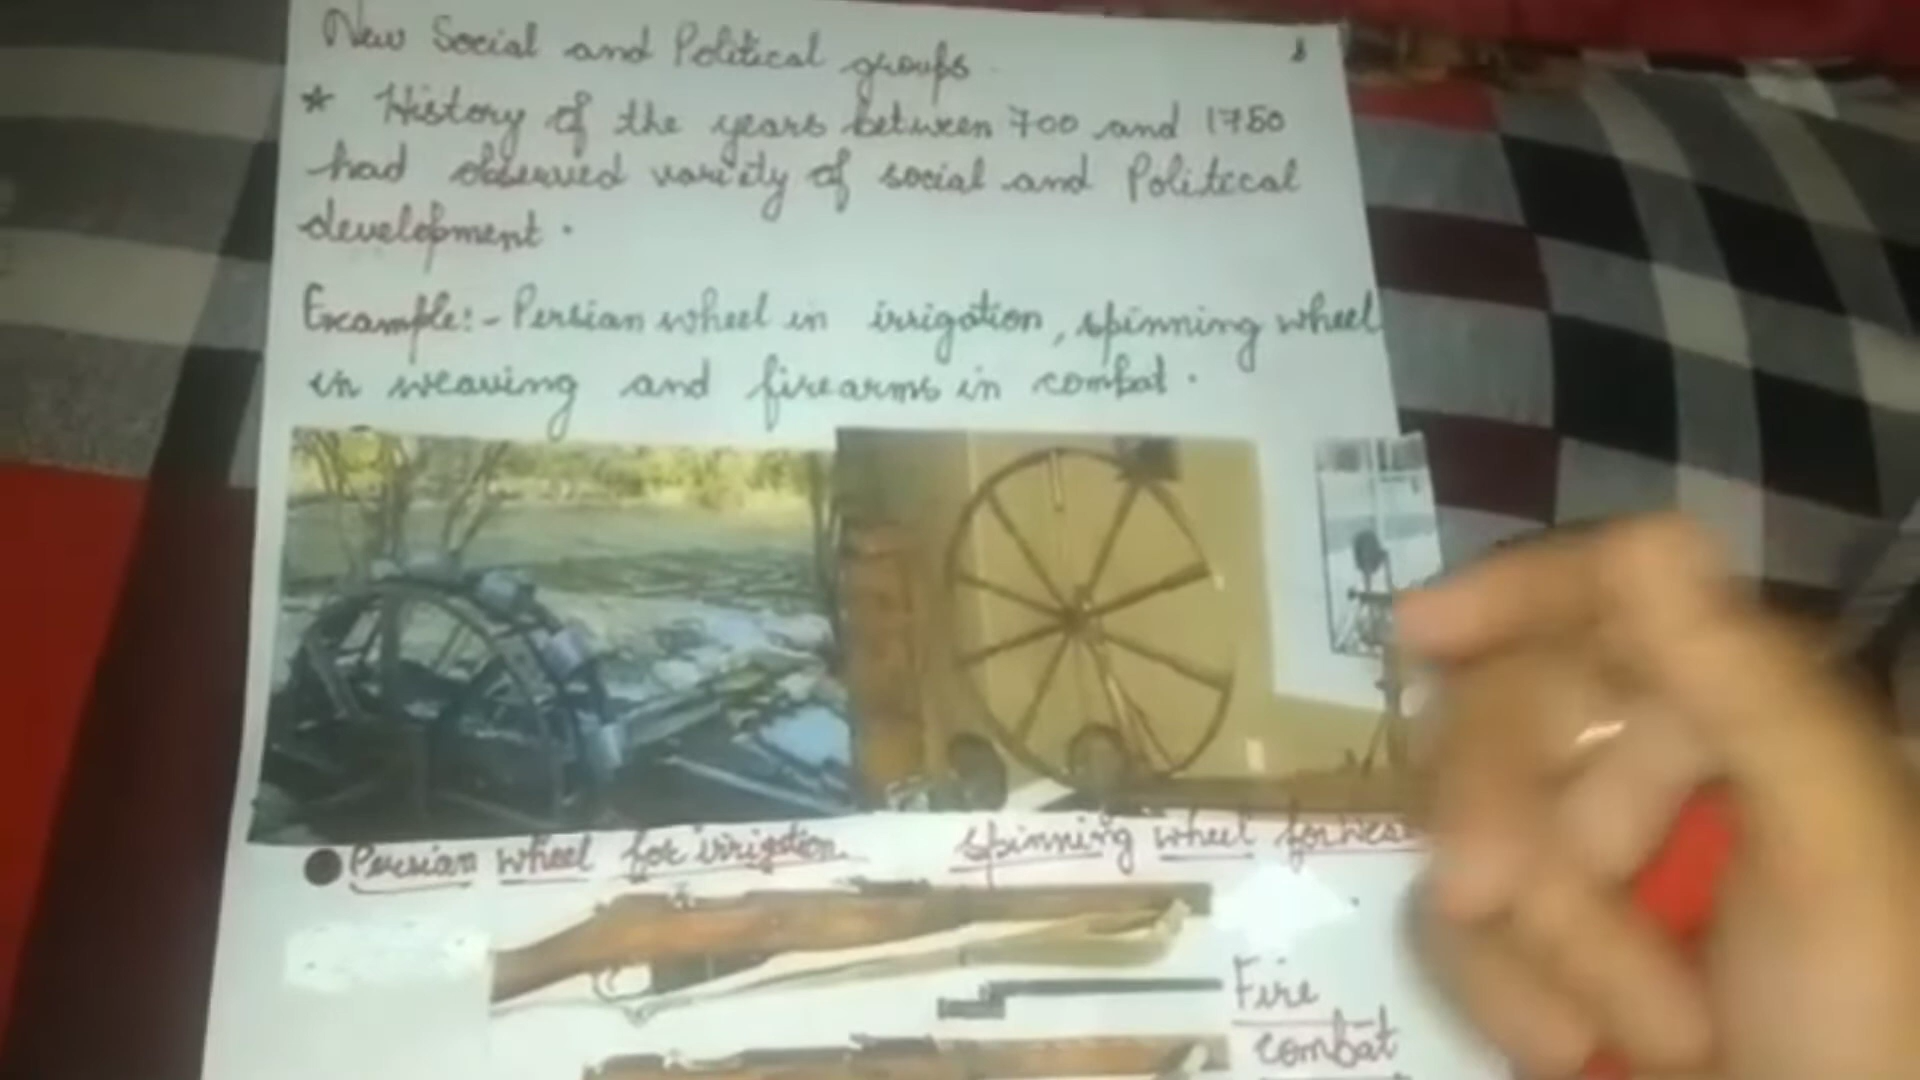 New Social and Political groups.
* History of the years between 700 and 1750
had observed variety of social and Political
development.
Example:- Persian wheel in irrigation, spinning wheel
in weaving and firearms in combat.
Persian wheel for irrigation spinning wheel for
Fire
combat